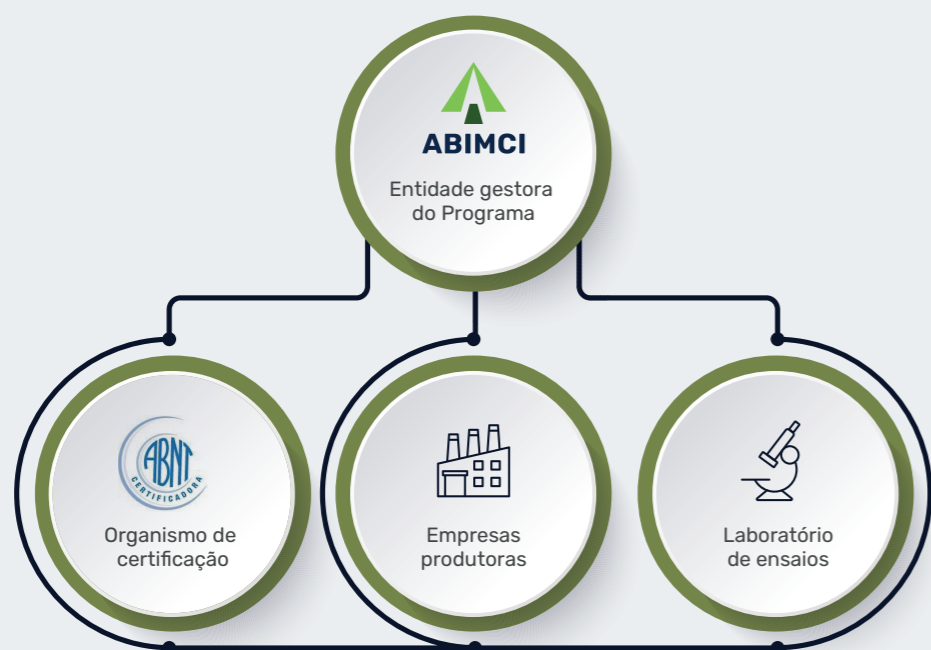 ABIMCI
Entidade gestora
do Programa
ABNT
CERTIFICADORA
Organismo de
certificação
Empresas
produtoras
Laboratório
de ensaios